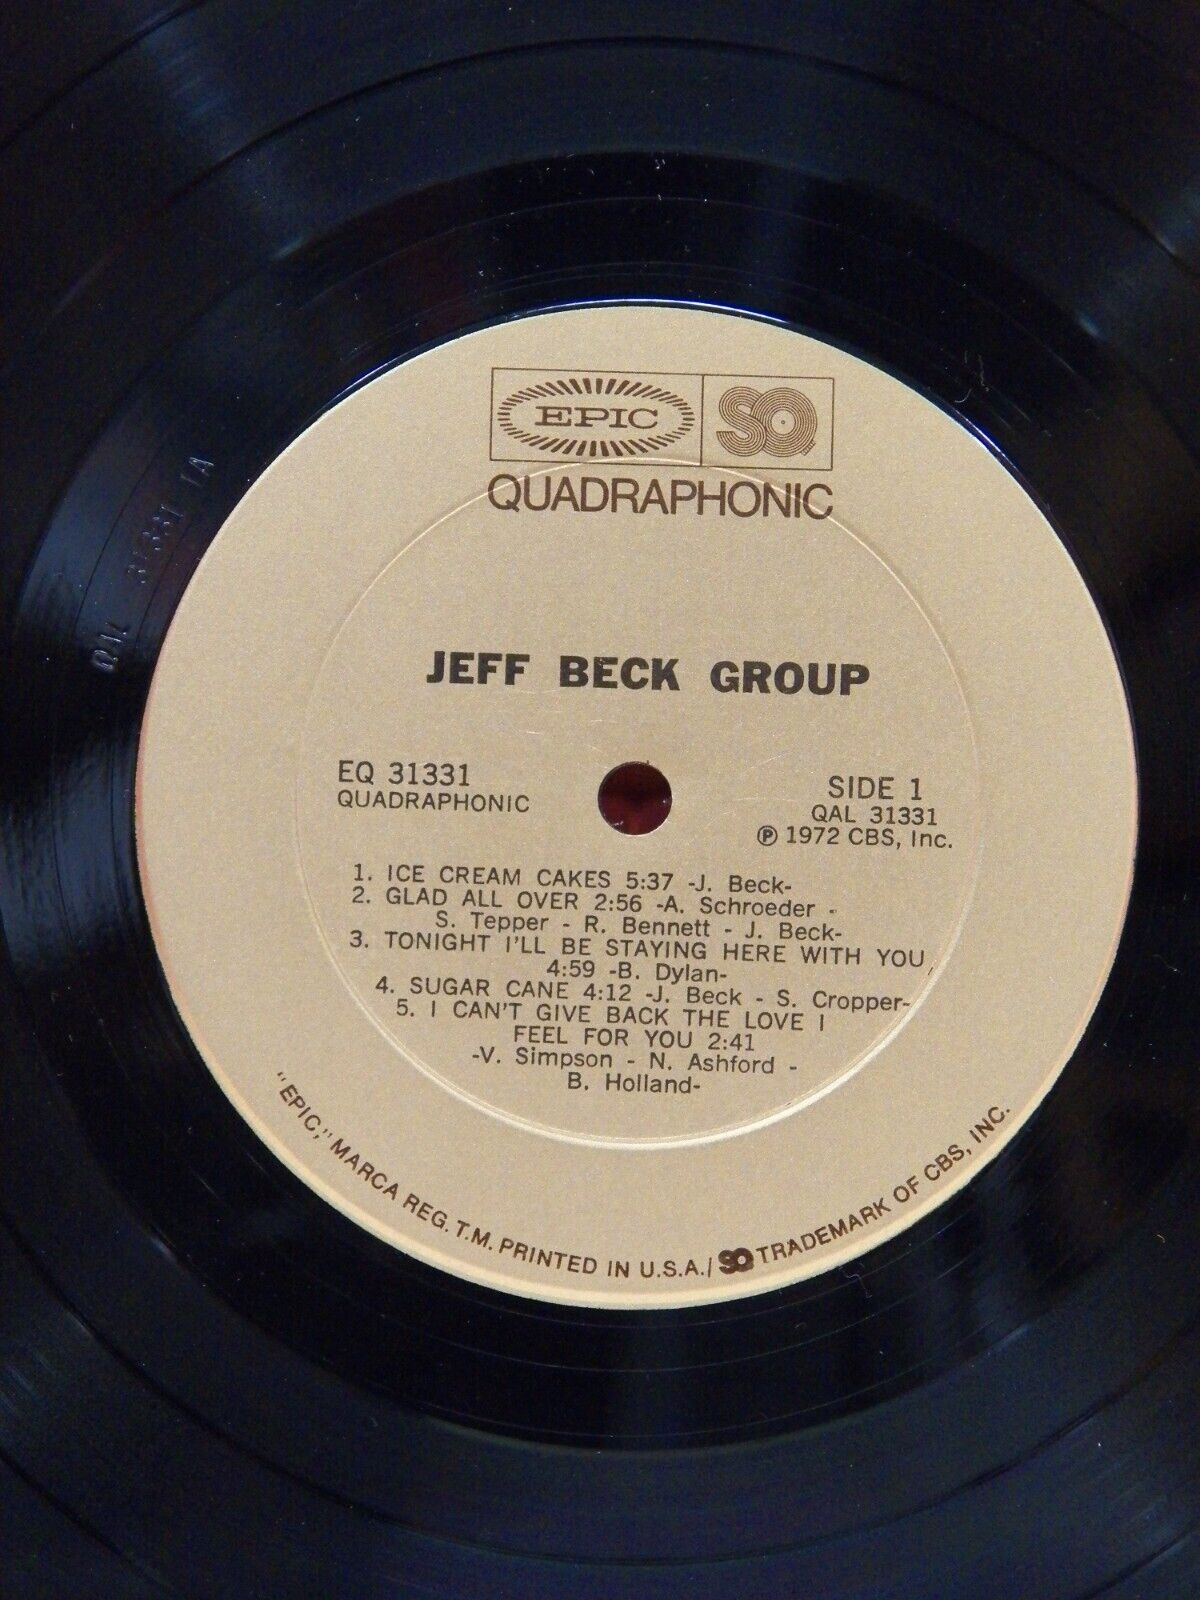 EPIC SQ
QUADRAPHONIC
JEFF BECK GROUP
EQ 31331
QUADRAPHONIC
SIDE 1
QAL 31331
℗ 1972 CBS, Inc.
1. ICE CREAM CAKES 5:37 -J. Beck-
2. GLAD ALL OVER 2:56 -A. Schroeder -
S. Tepper - R. Bennett - J. Beck-
3. TONIGHT I'LL BE STAYING HERE WITH YOU
4:59 -B. Dylan-
4. SUGAR CANE 4:12 -J. Beck - S. Cropper-
5. I CAN'T GIVE BACK THE LOVE I
FEEL FOR YOU 2:41
-V. Simpson - N. Ashford -
B. Holland-
"EPIC," MARCA REG. T.M. PRINTED IN U.S.A./ SQ TRADEMARK OF CBS, INC.
QAL 31331 1A